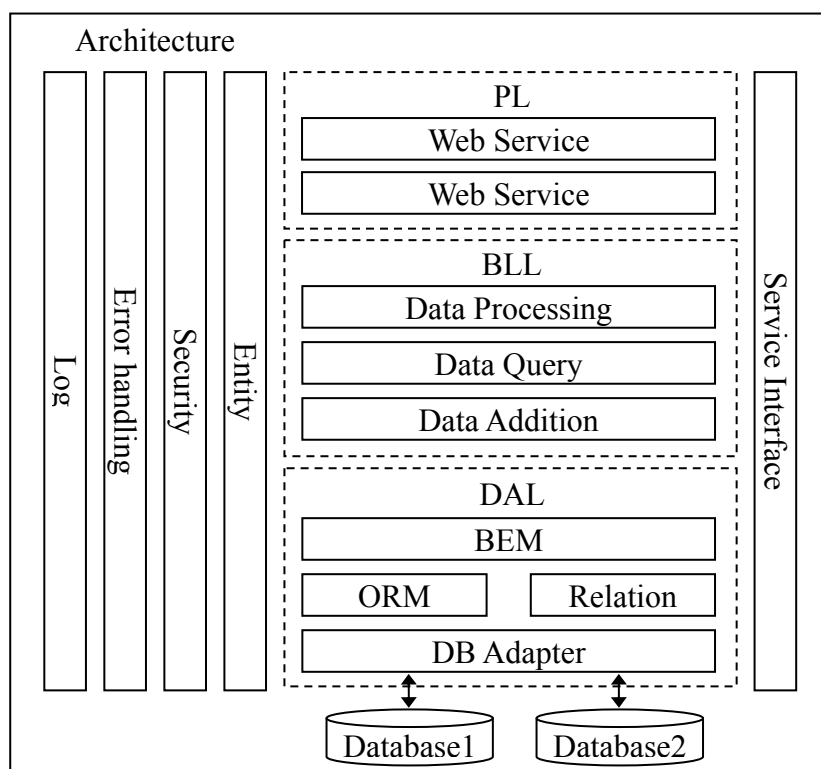 Architecture
Log
Error handling
Security
Entity
PL
Web Service
Web Service
BLL
Data Processing
Data Query
Data Addition
DAL
BEM
ORM
Relation
DB Adapter
Database1
Database2
Service Interface